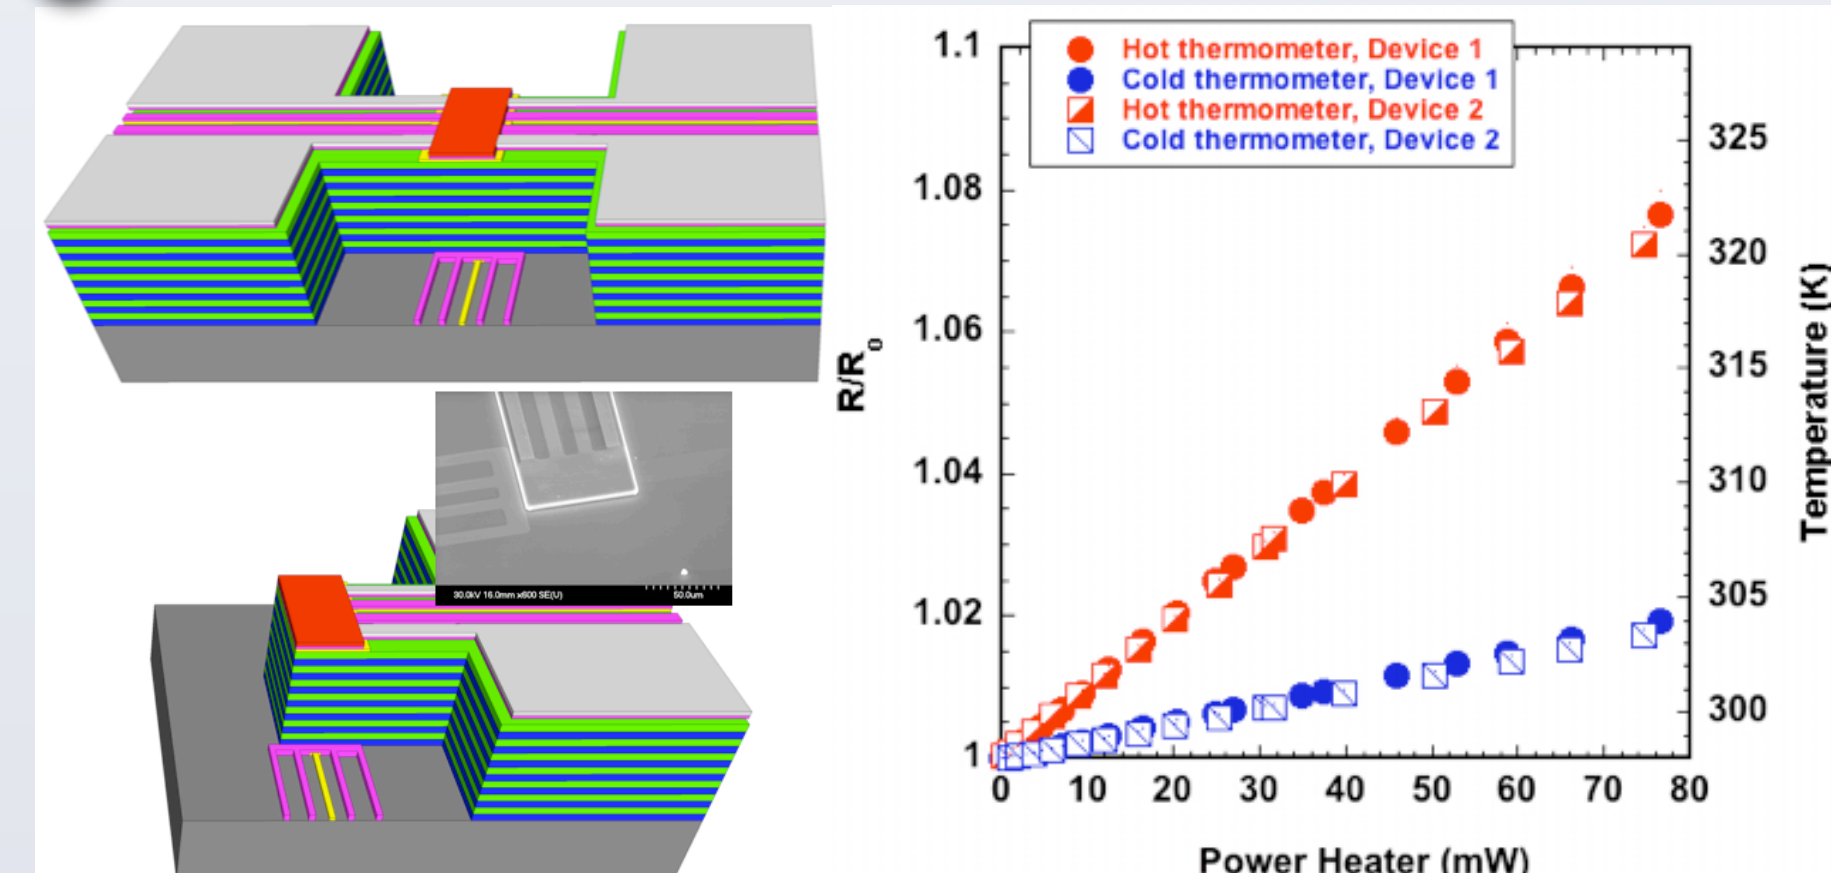 Hot thermometer, Device 1
Cold thermometer, Device 1
Hot thermometer, Device 2
Cold thermometer, Device 2
1.1
1.08
1.06
1.04
1.02
1
R/R0
325
320
315
310
305
300
Temperature (K)
0 10 20 30 40 50 60 70 80
Power Heater (mW)
30.0kV 16.0mm x600 SE(U) 50.0um